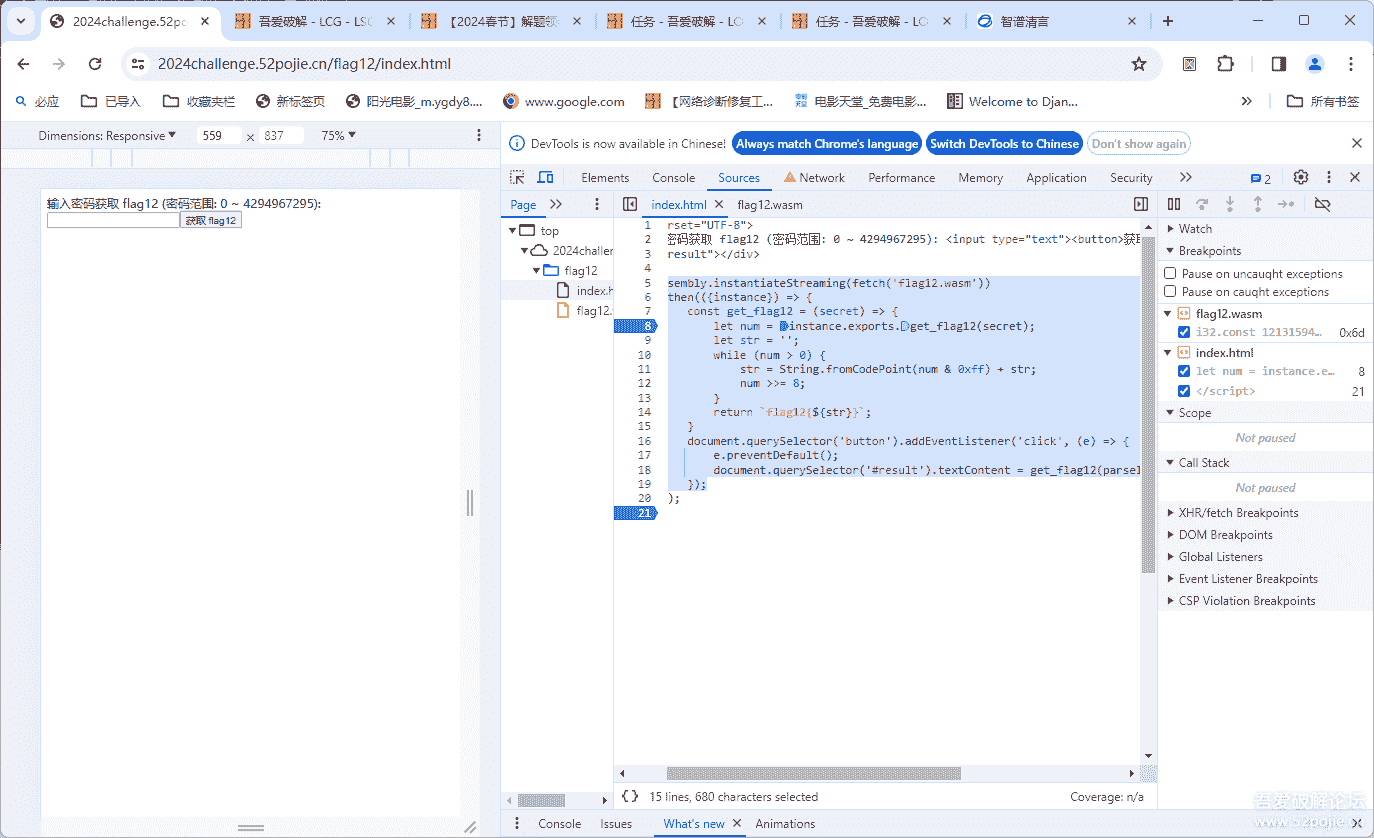 2024challenge.52pc
吾爱破解 - LCG - LSG
【2024春节】解题领
任务 - 吾爱破解 - LC
任务 - 吾爱破解 - LC
智谱清言
2024challenge.52pojie.cn/flag12/index.html
必应 已导入 收藏夹栏 新标签页 阳光电影_m.ygdy8.... www.google.com 【网络诊断修复工... 电影天堂_免费电影... Welcome to Djan... » 所有书签
Dimensions: Responsive 559 × 837 75%
DevTools is now available in Chinese! Always match Chrome's language Switch DevTools to Chinese Don't show again
Elements Console Sources Network Performance Memory Application Security » 2
Page » index.html flag12.wasm
输入密码获取 flag12 (密码范围: 0 ~ 4294967295):
获取 flag12
top
2024challer
flag12
index.h
flag12.
1 rset="UTF-8">
2 密码获取 flag12 (密码范围: 0 ~ 4294967295): <input type="text"><button>获
3 result"></div>
4
5 sembly.instantiateStreaming(fetch('flag12.wasm'))
6 then(({instance}) => {
7 const get_flag12 = (secret) => {
8 let num = instance.exports.get_flag12(secret);
9 let str = '';
10 while (num > 0) {
11 str = String.fromCodePoint(num & 0xff) + str;
12 num >>= 8;
13 }
14 return `flag12{${str}}`;
15 }
16 document.querySelector('button').addEventListener('click', (e) => {
17 e.preventDefault();
18 document.querySelector('#result').textContent = get_flag12(parseI
19 });
20 );
21
Watch
Breakpoints
Pause on uncaught exceptions
Pause on caught exceptions
flag12.wasm
i32.const 12131594… 0x6d
index.html
let num = instance.e… 8
</script> 21
Scope
Not paused
Call Stack
Not paused
XHR/fetch Breakpoints
DOM Breakpoints
Global Listeners
Event Listener Breakpoints
CSP Violation Breakpoints
{} 15 lines, 680 characters selected Coverage: n/a
Console Issues What's new Animations
吾爱破解论坛
www.52pojie.cn